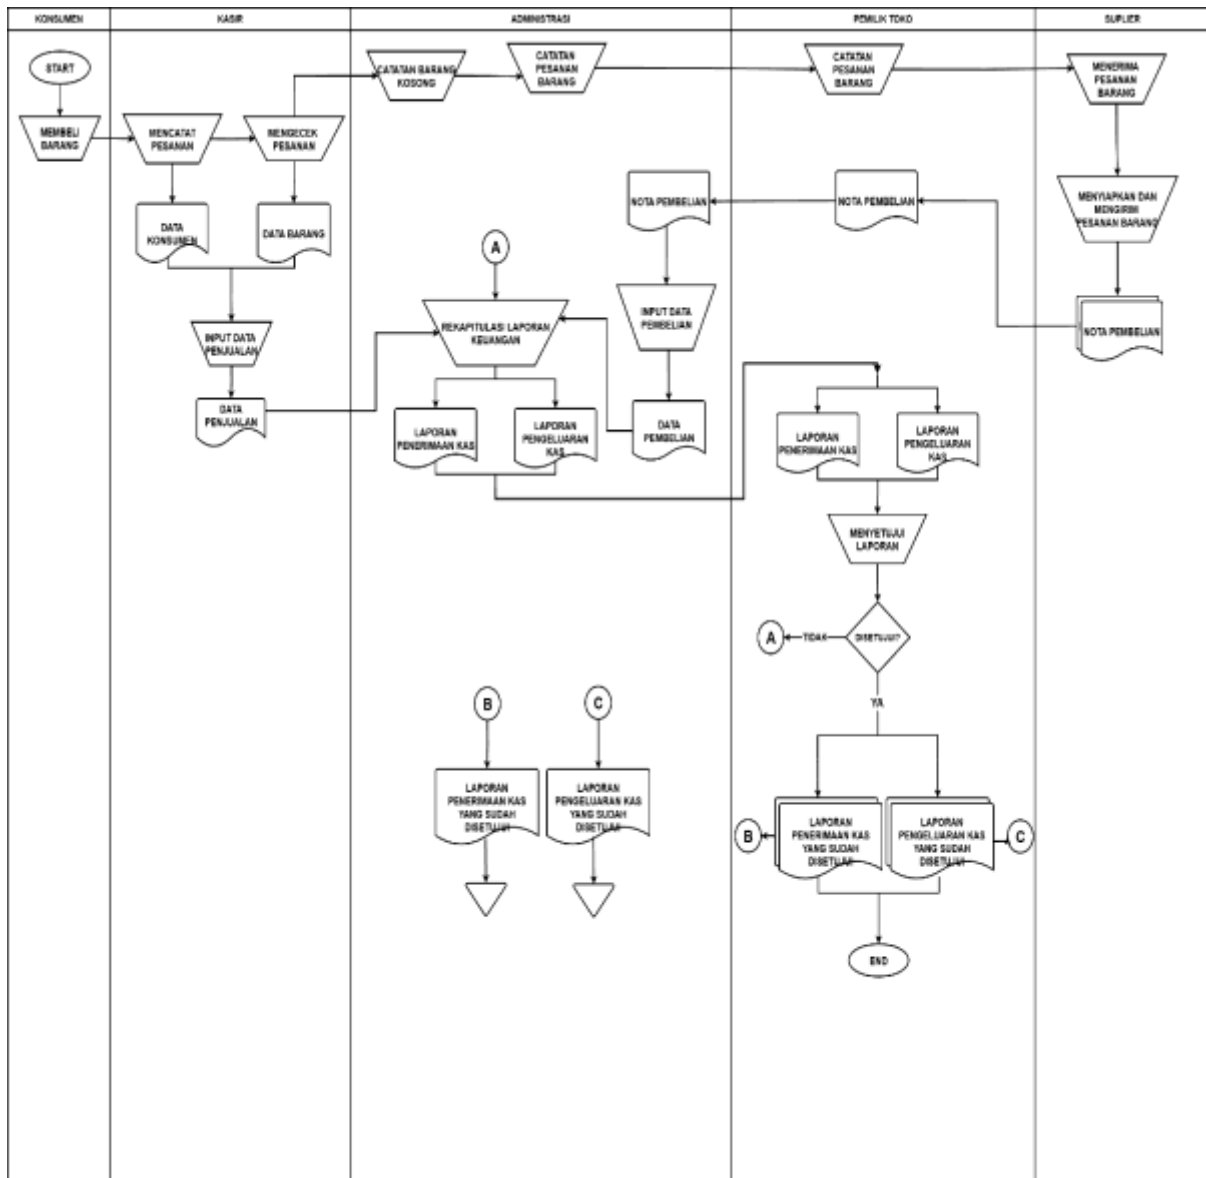 KONSUMEN
KASIR
ADMINISTRASI
PEMILIK TOKO
SUPLIER
START
MEMBELI
BARANG
MENCATAT
PESANAN
MENGECEK
PESANAN
CATATAN BARANG
KOSONG
CATATAN
PESANAN
BARANG
CATATAN
PESANAN
BARANG
MENERIMA
PESANAN
BARANG
DATA
KONSUMEN
DATA BARANG
NOTA PEMBELIAN
NOTA PEMBELIAN
MENYIAPKAN DAN
MENGIRIM
PESANAN BARANG
A
INPUT DATA
PENJUALAN
REKAPITULASI LAPORAN
KEUANGAN
INPUT DATA
PEMBELIAN
NOTA PEMBELIAN
DATA
PENJUALAN
LAPORAN
PENERIMAAN KAS
LAPORAN
PENGELUARAN
KAS
DATA
PEMBELIAN
LAPORAN
PENERIMAAN KAS
LAPORAN
PENGELUARAN
KAS
MENYETUJUI
LAPORAN
A
TIDAK
DISETUJUI?
YA
B
C
LAPORAN
PENERIMAAN KAS
YANG SUDAH
DISETUJUI
LAPORAN
PENGELUARAN KAS
YANG SUDAH
DISETUJUI
B
LAPORAN
PENERIMAAN KAS
YANG SUDAH
DISETUJUI
LAPORAN
PENGELUARAN KAS
YANG SUDAH
DISETUJUI
C
END